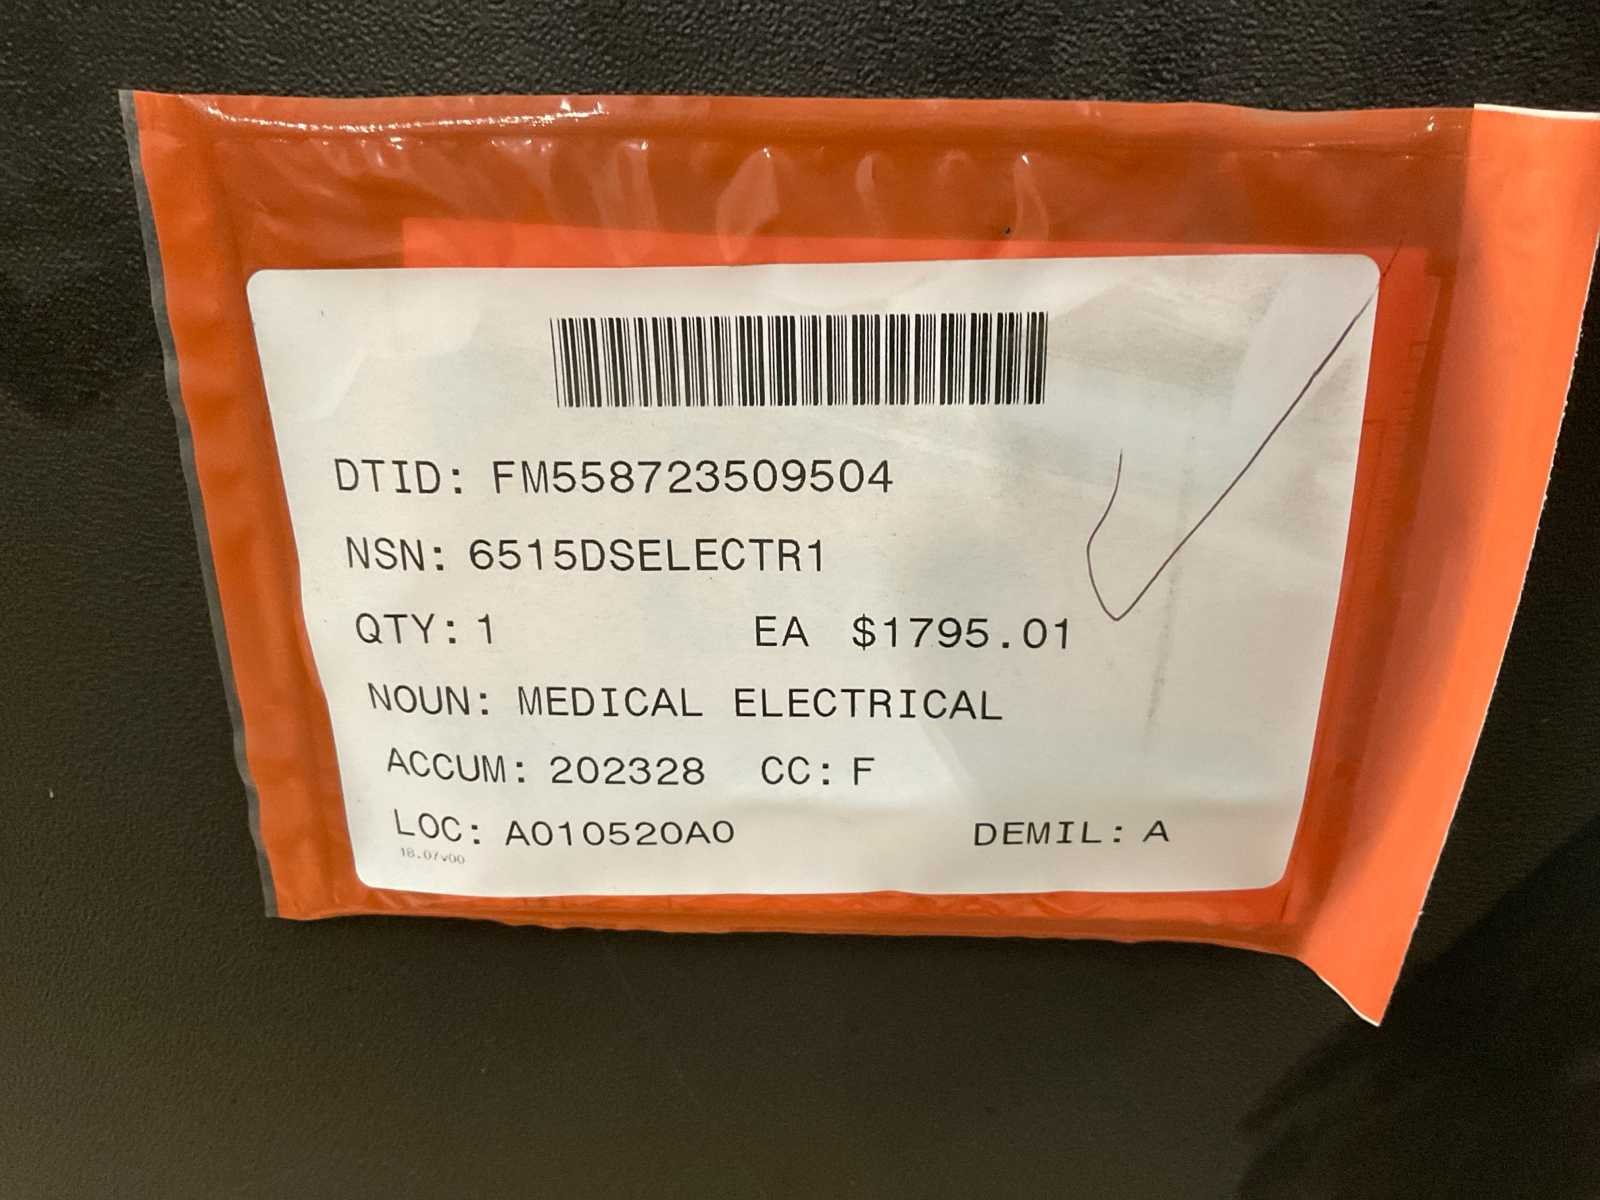 DTID: FM558723509504
NSN: 6515DSELECTR1
QTY: 1 EA $1795.01
NOUN: MEDICAL ELECTRICAL
ACCUM: 202328 CC: F
LOC: A010520A0 DEMIL: A
18.07v00